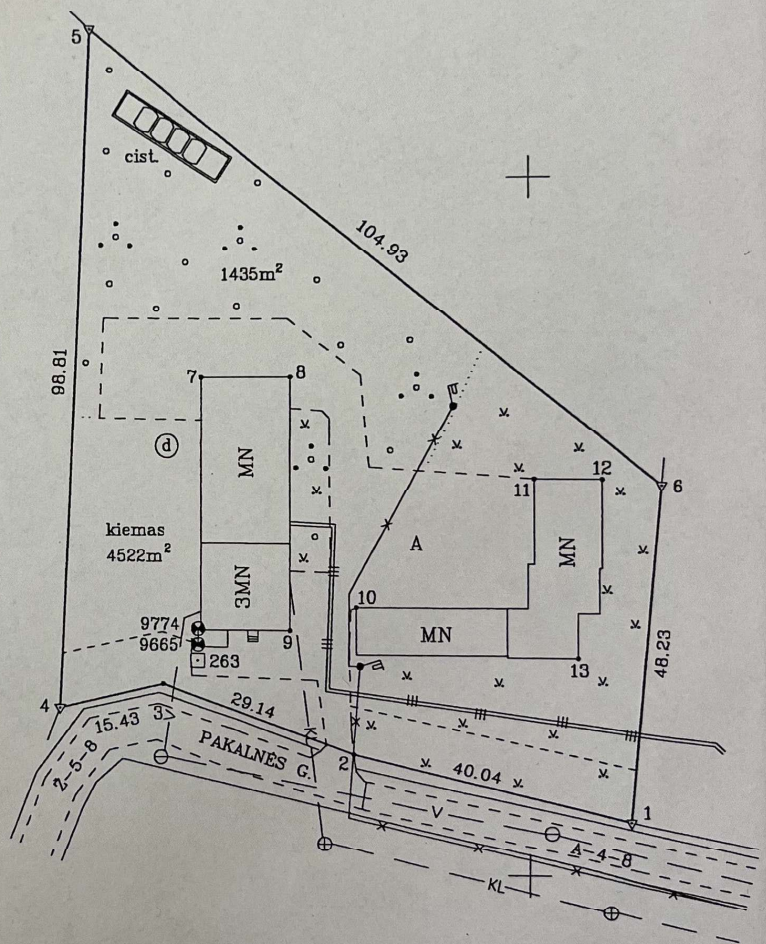 5
cist.
104.93
1435m²
98.81
7
8
d
MN
12
11
6
kiemas
4522m²
A
MN
3MN
10
9774
9665
9
263
MN
13
48.23
4
3
29.14
15.43
PAKALNĖS G.
2-5-8
2
40.04
1
V
A-4-8
KL